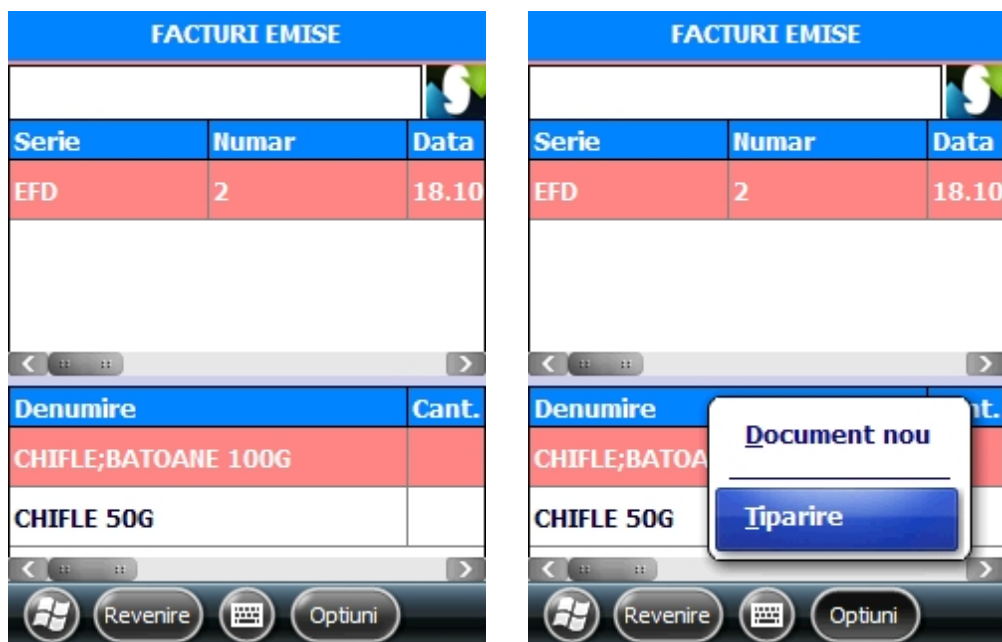 FACTURI EMISE
Serie Numar Data
EFD 2 18.10
Denumire Cant.
CHIFLE;BATOANE 100G
CHIFLE 50G
Revenire Optiuni
FACTURI EMISE
Serie Numar Data
EFD 2 18.10
Denumire nt.
CHIFLE;BATOA
Document nou
CHIFLE 50G
Tiparire
Revenire Optiuni